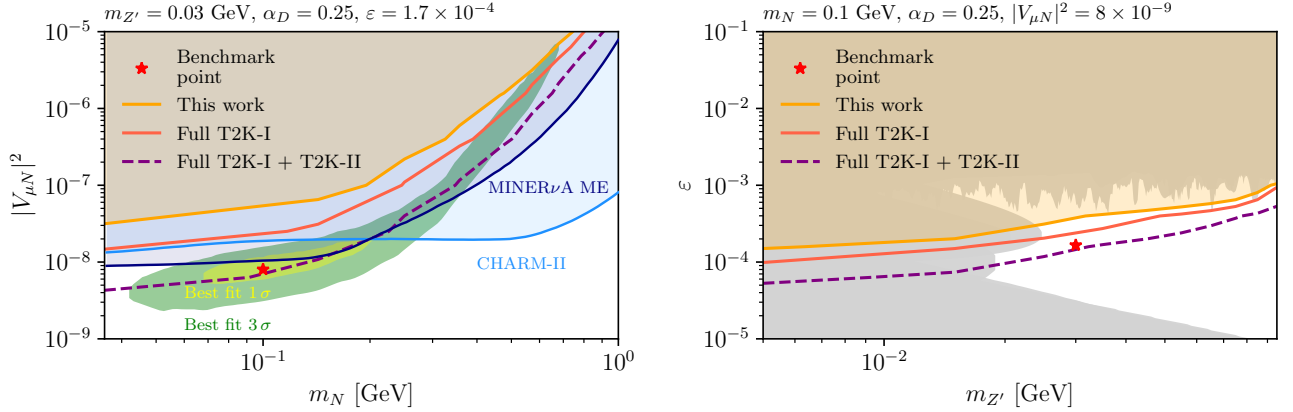 m_{Z'} = 0.03 GeV, α_D = 0.25, ε = 1.7 × 10⁻⁴
10⁻⁵
10⁻⁶
10⁻⁷
10⁻⁸
10⁻⁹
|V_{μN}|²
Benchmark
point
This work
Full T2K-I
Full T2K-I + T2K-II
MINERνA ME
CHARM-II
Best fit 1 σ
Best fit 3 σ
10⁻¹
10⁰
m_N [GeV]
m_N = 0.1 GeV, α_D = 0.25, |V_{μN}|² = 8 × 10⁻⁹
10⁻¹
10⁻²
10⁻³
10⁻⁴
10⁻⁵
ε
Benchmark
point
This work
Full T2K-I
Full T2K-I + T2K-II
10⁻²
m_{Z'} [GeV]